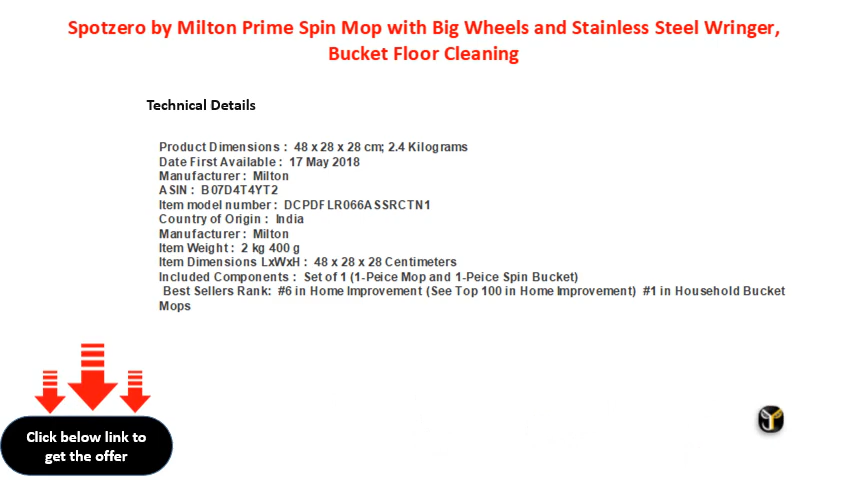 Spotzero by Milton Prime Spin Mop with Big Wheels and Stainless Steel Wringer,
Bucket Floor Cleaning
Technical Details
Product Dimensions : 48 x 28 x 28 cm; 2.4 Kilograms
Date First Available : 17 May 2018
Manufacturer : Milton
ASIN : B07D4T4YT2
Item model number : DCPDFLR066ASSRCTN1
Country of Origin : India
Manufacturer : Milton
Item Weight : 2 kg 400 g
Item Dimensions LxWxH : 48 x 28 x 28 Centimeters
Included Components : Set of 1 (1-Peice Mop and 1-Peice Spin Bucket)
Best Sellers Rank: #6 in Home Improvement (See Top 100 in Home Improvement) #1 in Household Bucket
Mops
Click below link to
get the offer